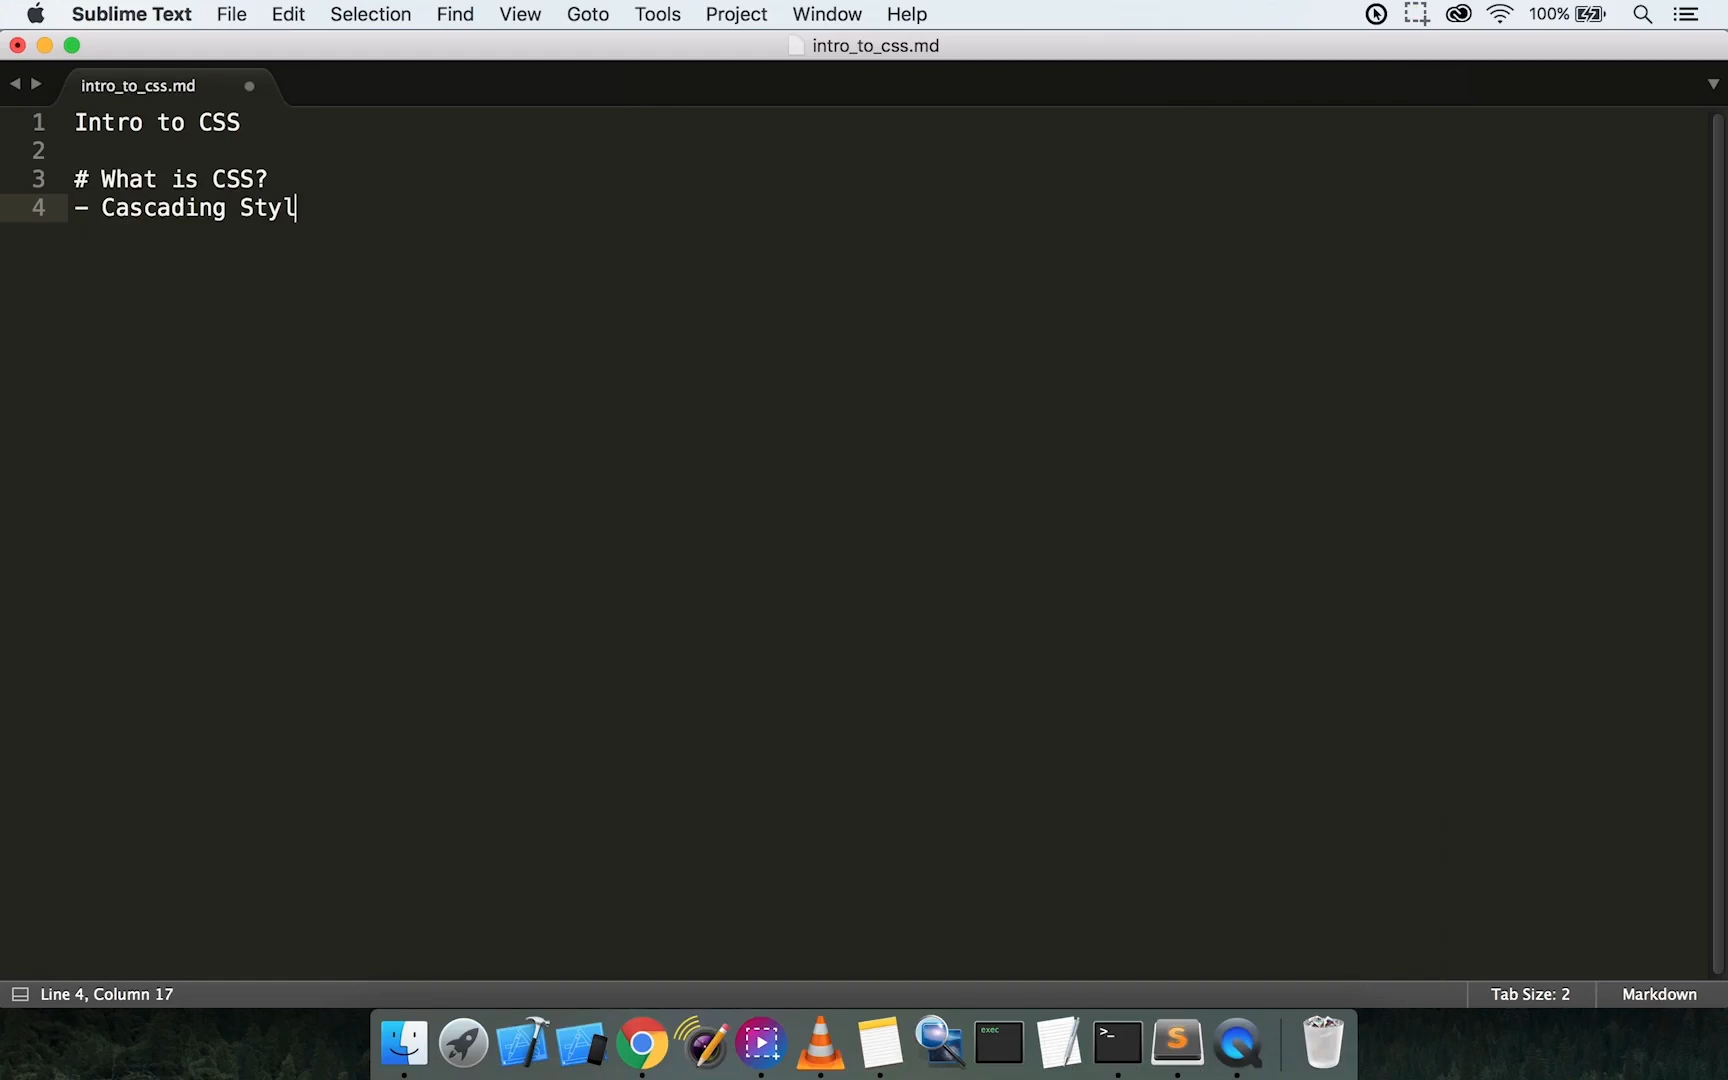 Sublime Text File Edit Selection Find View Goto Tools Project Window Help 100%
intro_to_css.md
intro_to_css.md
1 Intro to CSS
2
3 # What is CSS?
4 - Cascading Styl
Line 4, Column 17 Tab Size: 2 Markdown
exec
>_
S